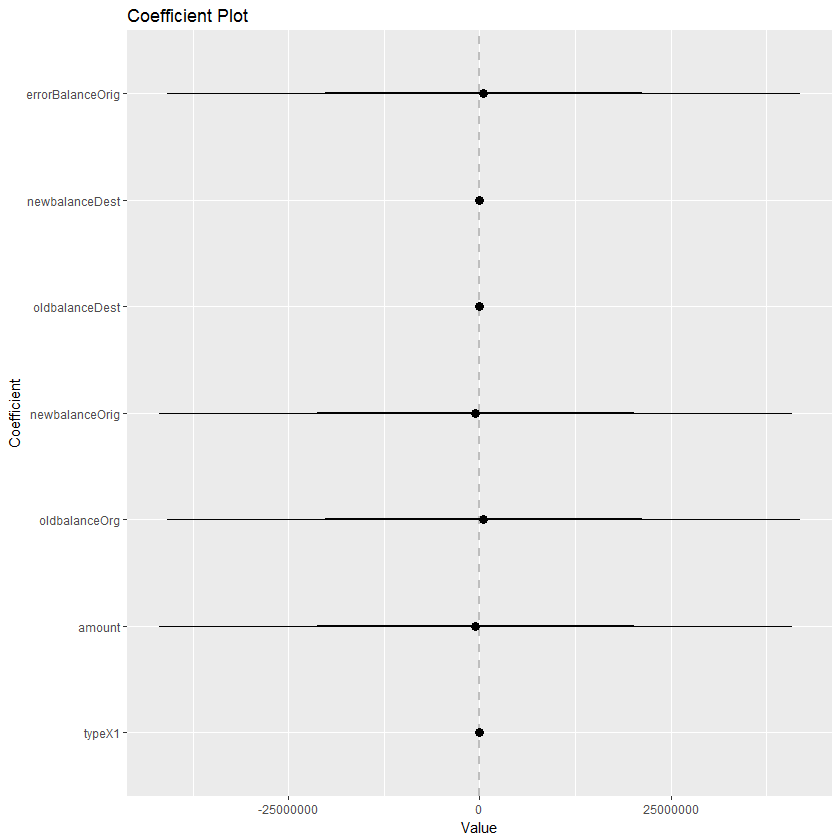 Coefficient Plot
errorBalanceOrig
newbalanceDest
oldbalanceDest
newbalanceOrig
oldbalanceOrg
amount
typeX1
Coefficient
-25000000
0
25000000
Value